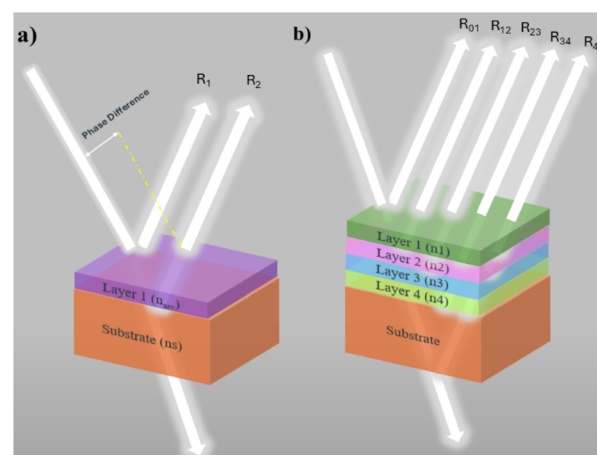 a)
Phase Difference
R1
R2
Layer 1 (narc)
Substrate (ns)
b)
R01
R12
R23
R34
R4
Layer 1 (n1)
Layer 2 (n2)
Layer 3 (n3)
Layer 4 (n4)
Substrate